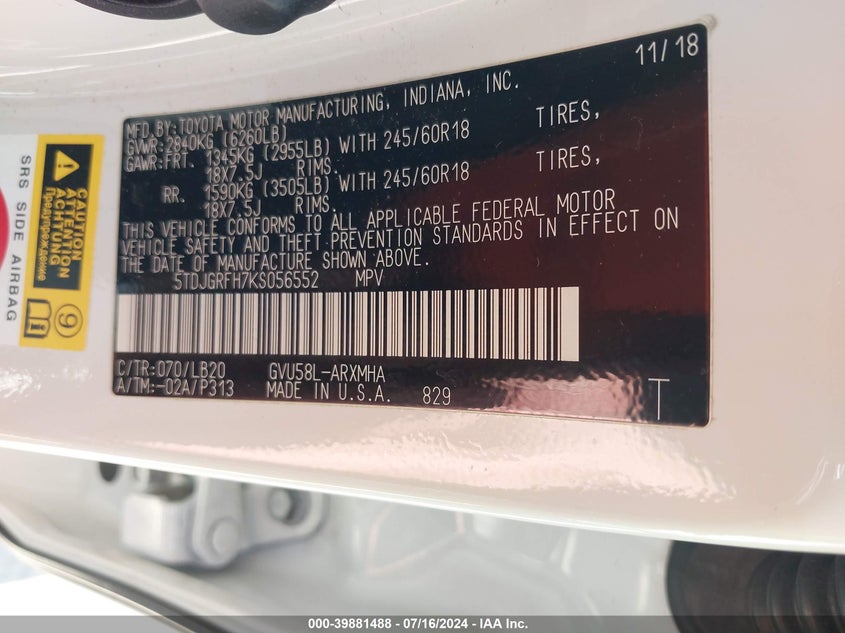 11/18
MFD.BY:TOYOTA MOTOR MANUFACTURING, INDIANA, INC.
GVWR:2840KG (6260LB)
GAWR:FRT. 1345KG (2955LB) WITH 245/60R18 TIRES,
18X7.5J RIMS.
RR. 1590KG (3505LB) WITH 245/60R18 TIRES,
18X7.5J RIMS.
THIS VEHICLE CONFORMS TO ALL APPLICABLE FEDERAL MOTOR
VEHICLE SAFETY AND THEFT PREVENTION STANDARDS IN EFFECT ON
THE DATE OF MANUFACTURE SHOWN ABOVE.
5TDJGRFH7KS056552 MPV
C/TR:070/LB20 GVU58L-ARXMHA
A/TM:-02A/P313 MADE IN U.S.A. 829 T
SRS SIDE AIRBAG
CAUTION
ATTENTION
ACHTUNG
Предупреждение
9
000-39881488 - 07/16/2024 - IAA Inc.